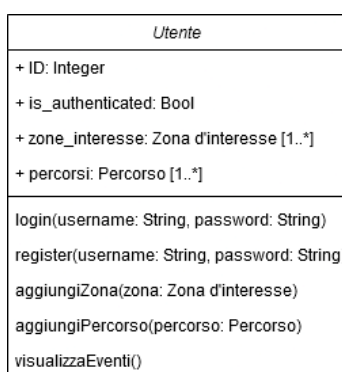 Utente
+ ID: Integer
+ is_authenticated: Bool
+ zone_interesse: Zona d'interesse [1..*]
+ percorsi: Percorso [1..*]
login(username: String, password: String)
register(username: String, password: String
aggiungiZona(zona: Zona d'interesse)
aggiungiPercorso(percorso: Percorso)
visualizzaEventi()